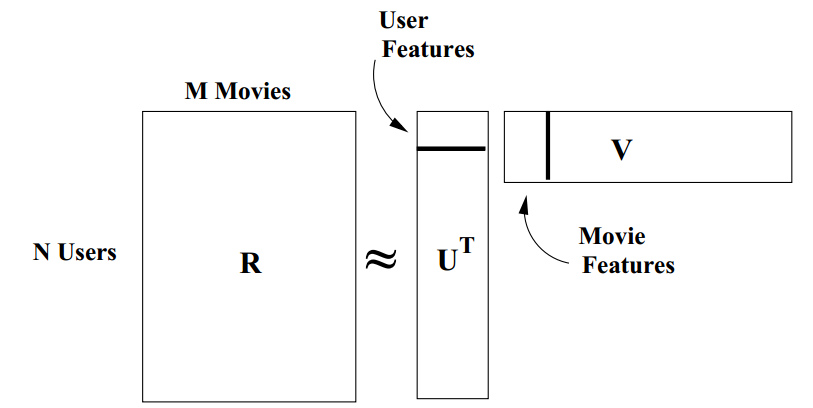 User
Features
M Movies
V
N Users
R
≈
U^T
Movie
Features